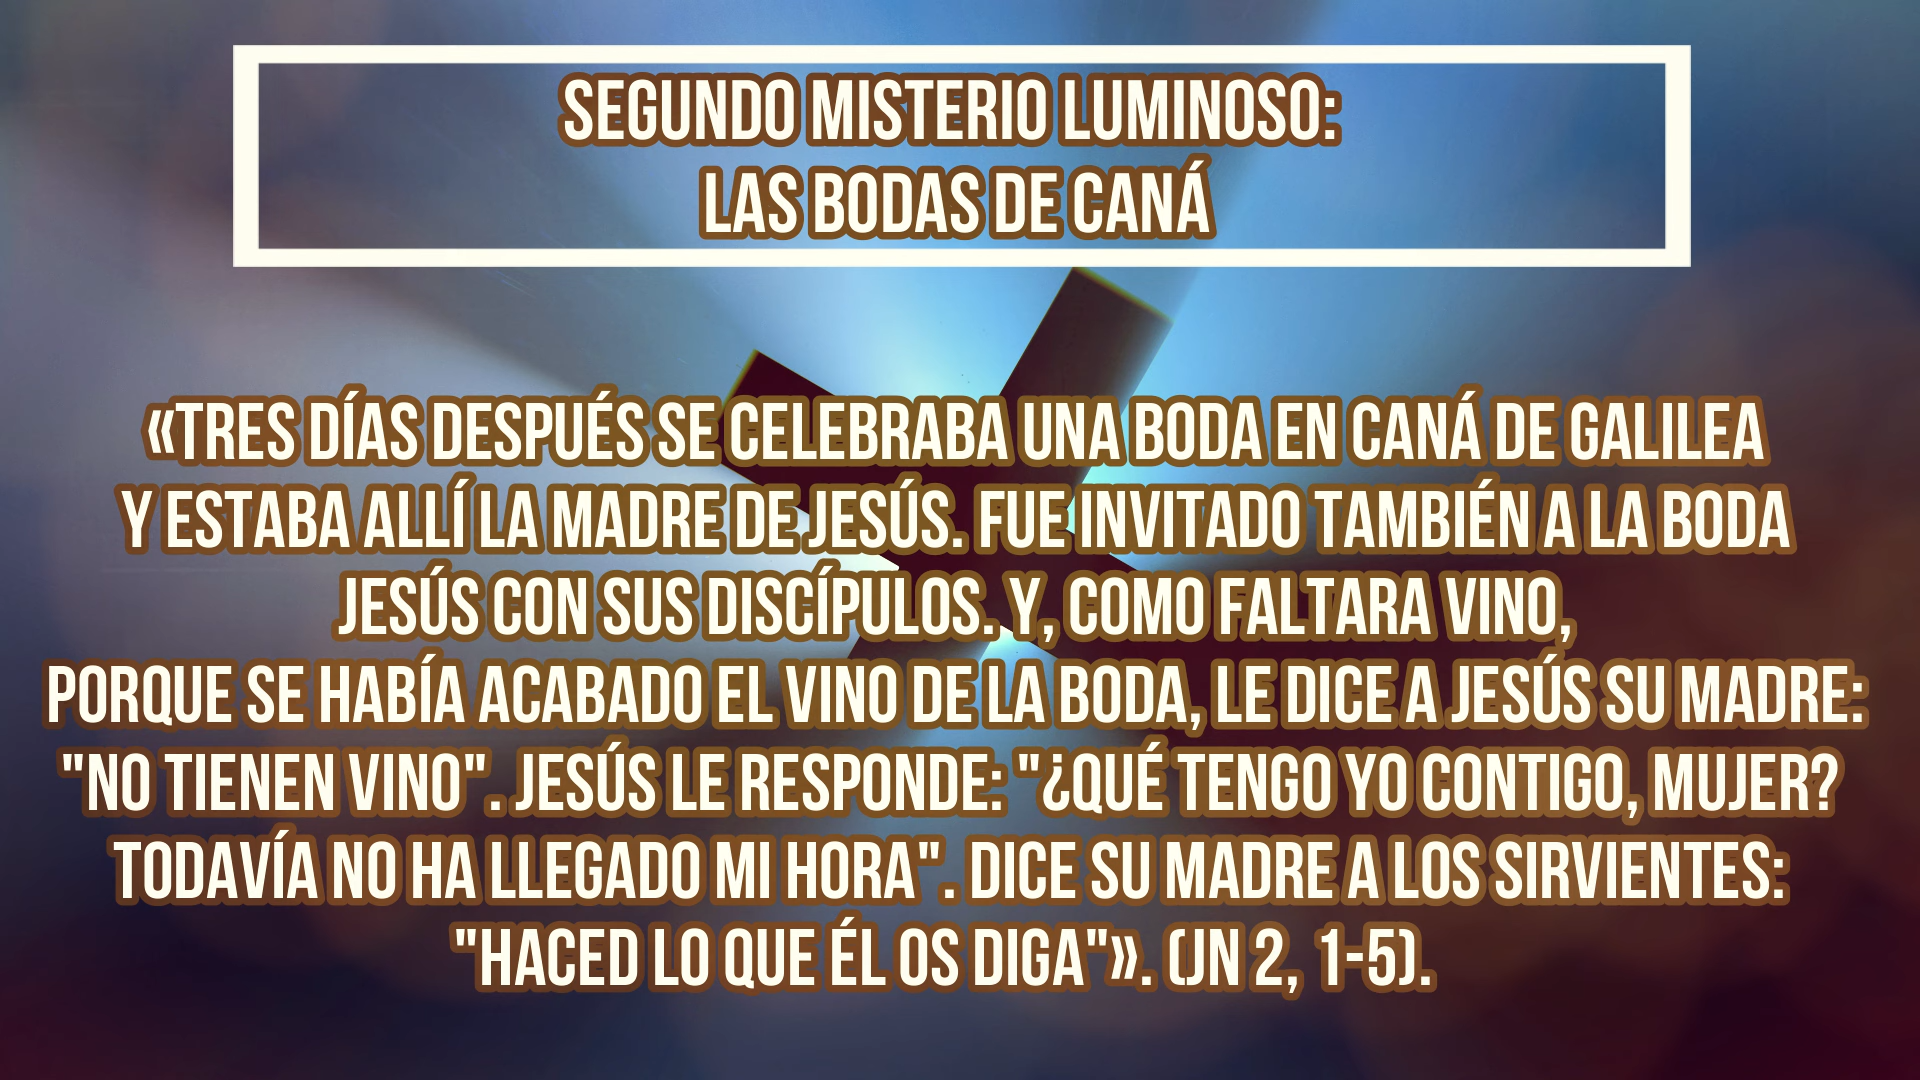 SEGUNDO MISTERIO LUMINOSO:
LAS BODAS DE CANÁ
«TRES DÍAS DESPUÉS SE CELEBRABA UNA BODA EN CANÁ DE GALILEA
Y ESTABA ALLÍ LA MADRE DE JESÚS. FUE INVITADO TAMBIÉN A LA BODA
JESÚS CON SUS DISCÍPULOS. Y, COMO FALTARA VINO,
PORQUE SE HABÍA ACABADO EL VINO DE LA BODA, LE DICE A JESÚS SU MADRE:
"NO TIENEN VINO" . JESÚS LE RESPONDE: "¿QUÉ TENGO YO CONTIGO, MUJER?
TODAVÍA NO HA LLEGADO MI HORA" . DICE SU MADRE A LOS SIRVIENTES:
"HACED LO QUE ÉL OS DIGA"». (JN 2, 1-5).